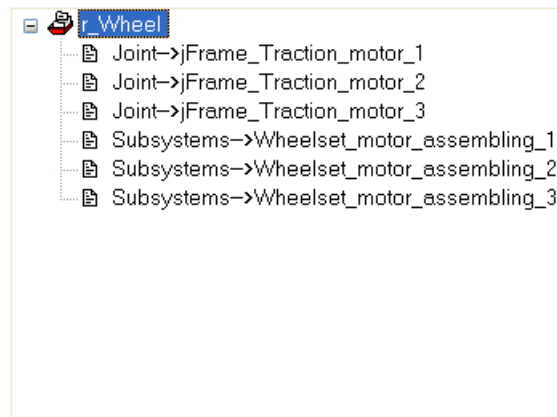 r_Wheel
Joint->jFrame_Traction_motor_1
Joint->jFrame_Traction_motor_2
Joint->jFrame_Traction_motor_3
Subsystems->Wheelset_motor_assembling_1
Subsystems->Wheelset_motor_assembling_2
Subsystems->Wheelset_motor_assembling_3